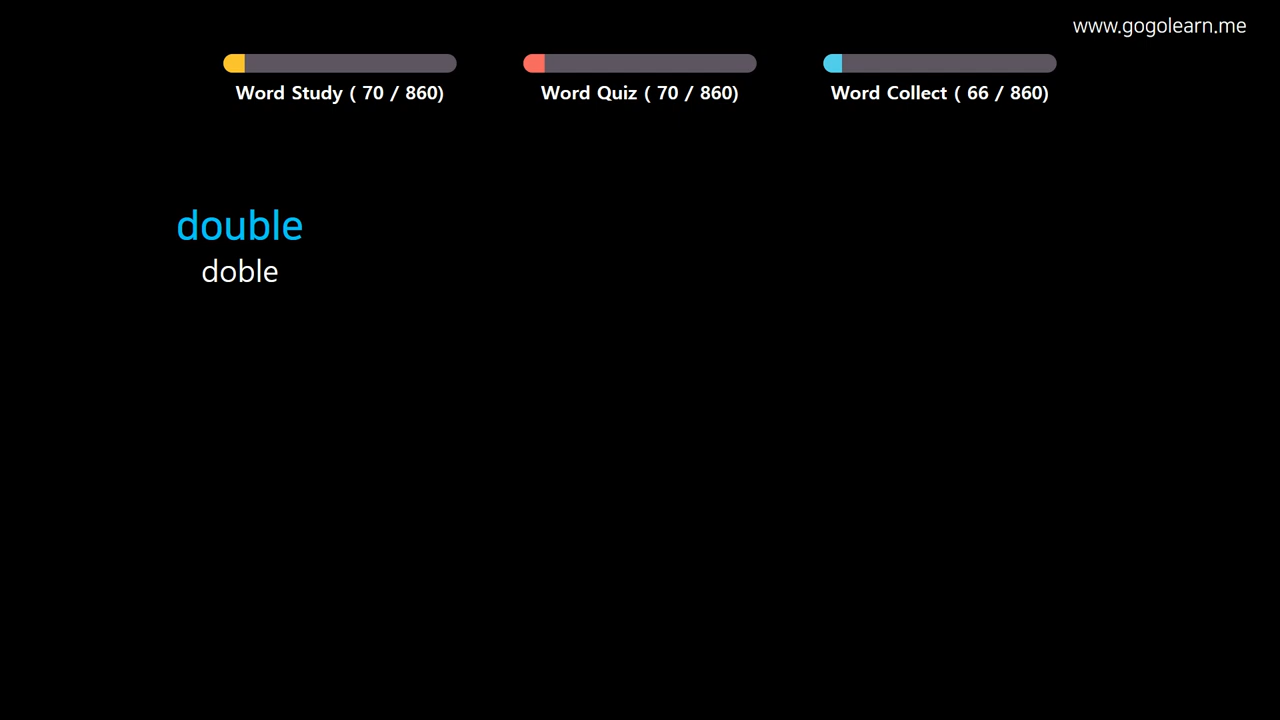 www.gogolearn.me
Word Study ( 70 / 860)
Word Quiz ( 70 / 860)
Word Collect ( 66 / 860)
double
doble